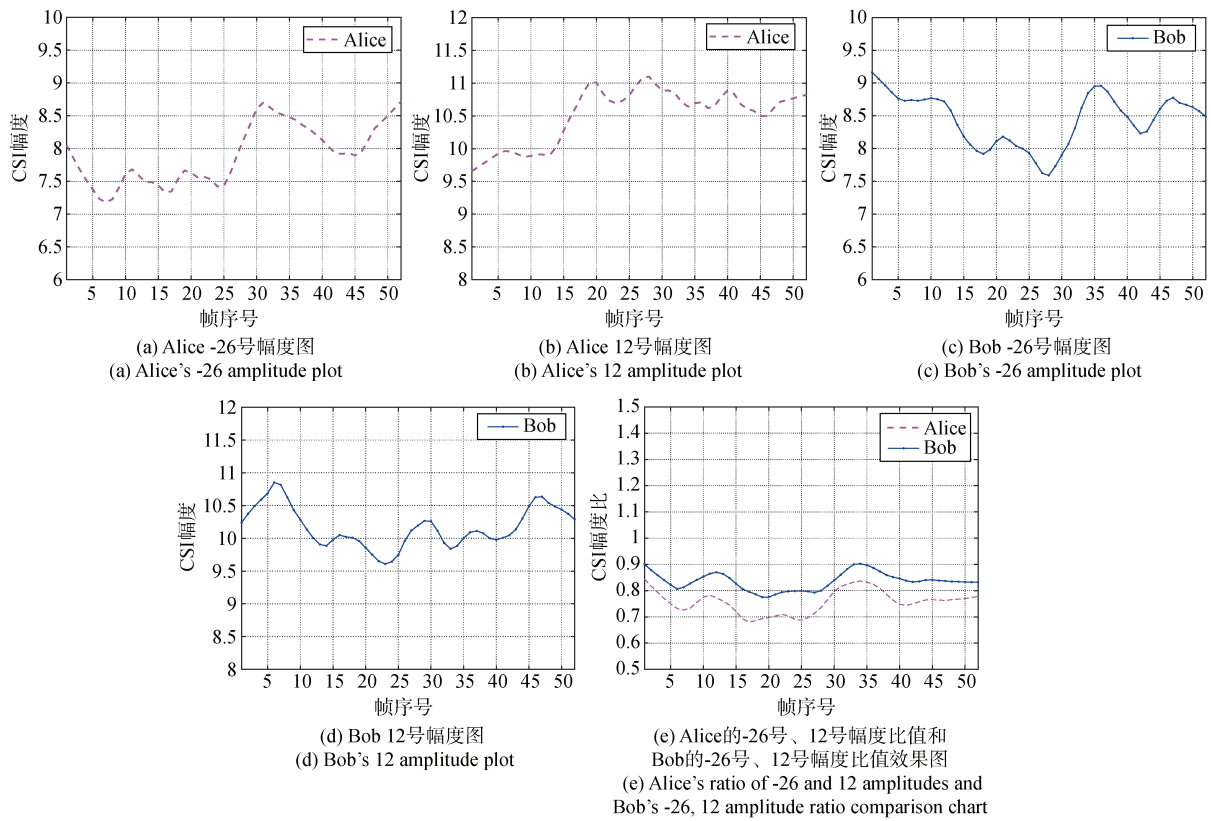 10
9.5
9
8.5
8
7.5
7
6.5
6
CSI幅度
Alice
5 10 15 20 25 30 35 40 45 50
帧序号
(a) Alice -26号幅度图
(a) Alice's -26 amplitude plot
12
11.5
11
10.5
10
9.5
9
8.5
8
CSI幅度
Alice
5 10 15 20 25 30 35 40 45 50
帧序号
(b) Alice 12号幅度图
(b) Alice's 12 amplitude plot
10
9.5
9
8.5
8
7.5
7
6.5
6
CSI幅度
Bob
5 10 15 20 25 30 35 40 45 50
帧序号
(c) Bob -26号幅度图
(c) Bob's -26 amplitude plot
12
11.5
11
10.5
10
9.5
9
8.5
8
CSI幅度
Bob
5 10 15 20 25 30 35 40 45 50
帧序号
(d) Bob 12号幅度图
(d) Bob's 12 amplitude plot
1.5
1.4
1.3
1.2
1.1
1
0.9
0.8
0.7
0.6
0.5
CSI幅度比
Alice
Bob
5 10 15 20 25 30 35 40 45 50
帧序号
(e) Alice的-26号、12号幅度比值和
Bob的-26号、12号幅度比值效果图
(e) Alice's ratio of -26 and 12 amplitudes and
Bob's -26, 12 amplitude ratio comparison chart